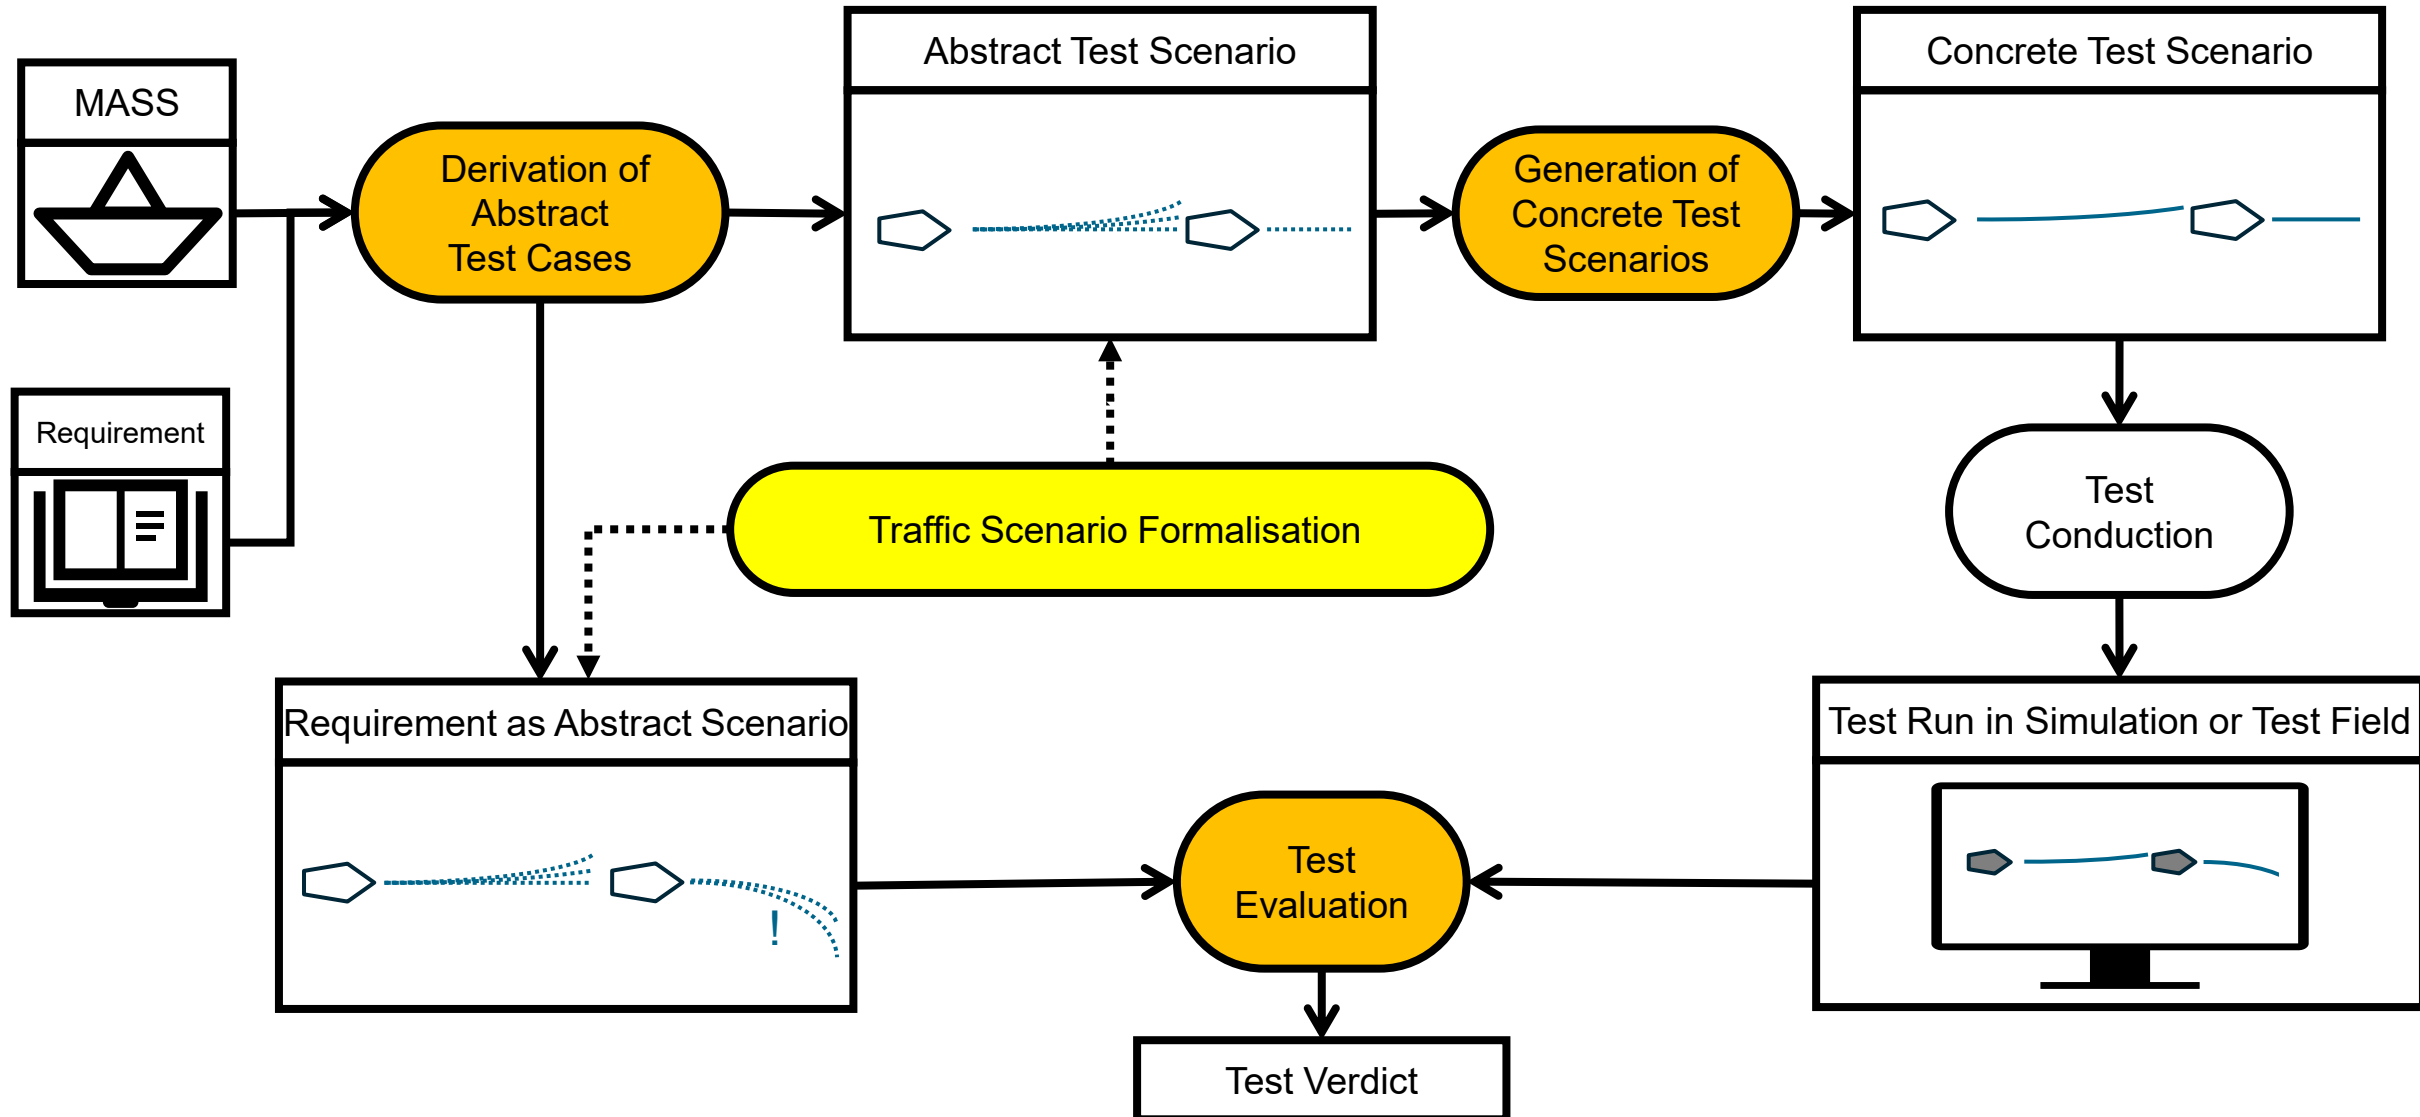 MASS
Derivation of
Abstract
Test Cases
Abstract Test Scenario
Generation of
Concrete Test
Scenarios
Concrete Test Scenario
Requirement
Traffic Scenario Formalisation
Test
Conduction
Requirement as Abstract Scenario
!
Test
Evaluation
Test Run in Simulation or Test Field
Test Verdict